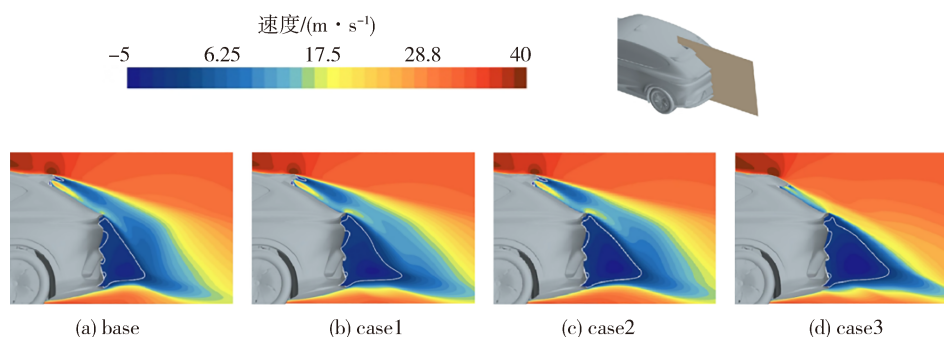 速度/(m·s⁻¹)
-5 6.25 17.5 28.8 40
(a) base (b) case1 (c) case2 (d) case3